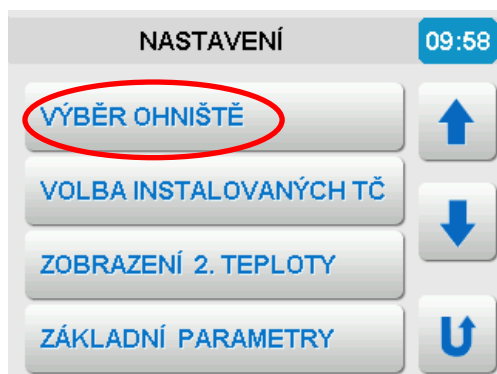 NASTAVENÍ
09:58
VÝBĚR OHNIŠTĚ
VOLBA INSTALOVANÝCH TČ
ZOBRAZENÍ 2. TEPLOTY
ZÁKLADNÍ PARAMETRY